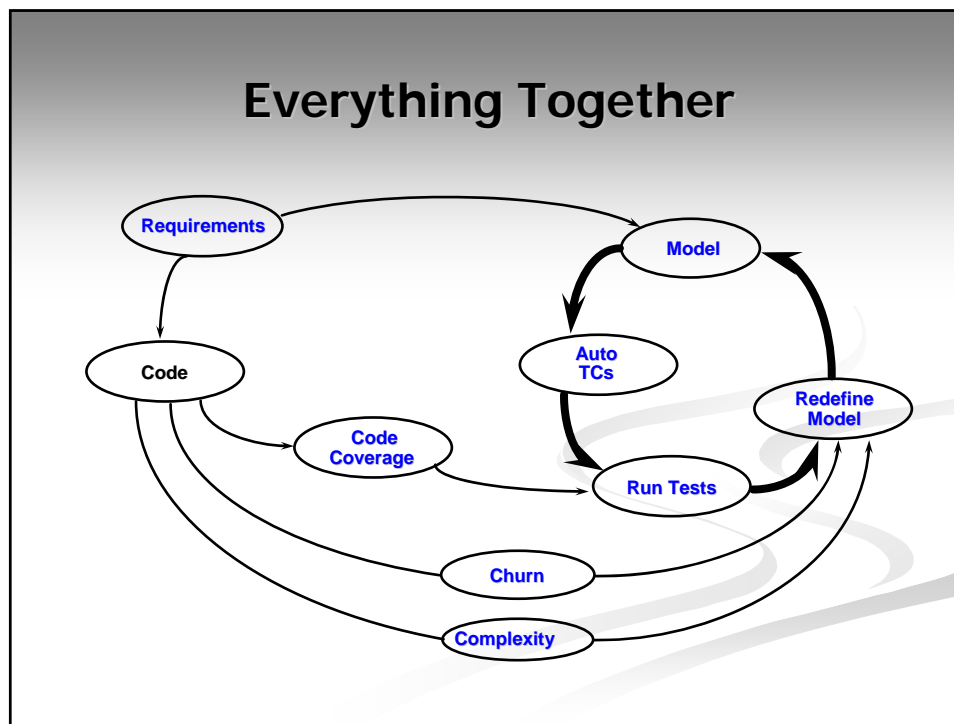 Everything Together
Requirements
Model
Auto
TCs
Code
Redefine
Model
Code
Coverage
Run Tests
Churn
Complexity